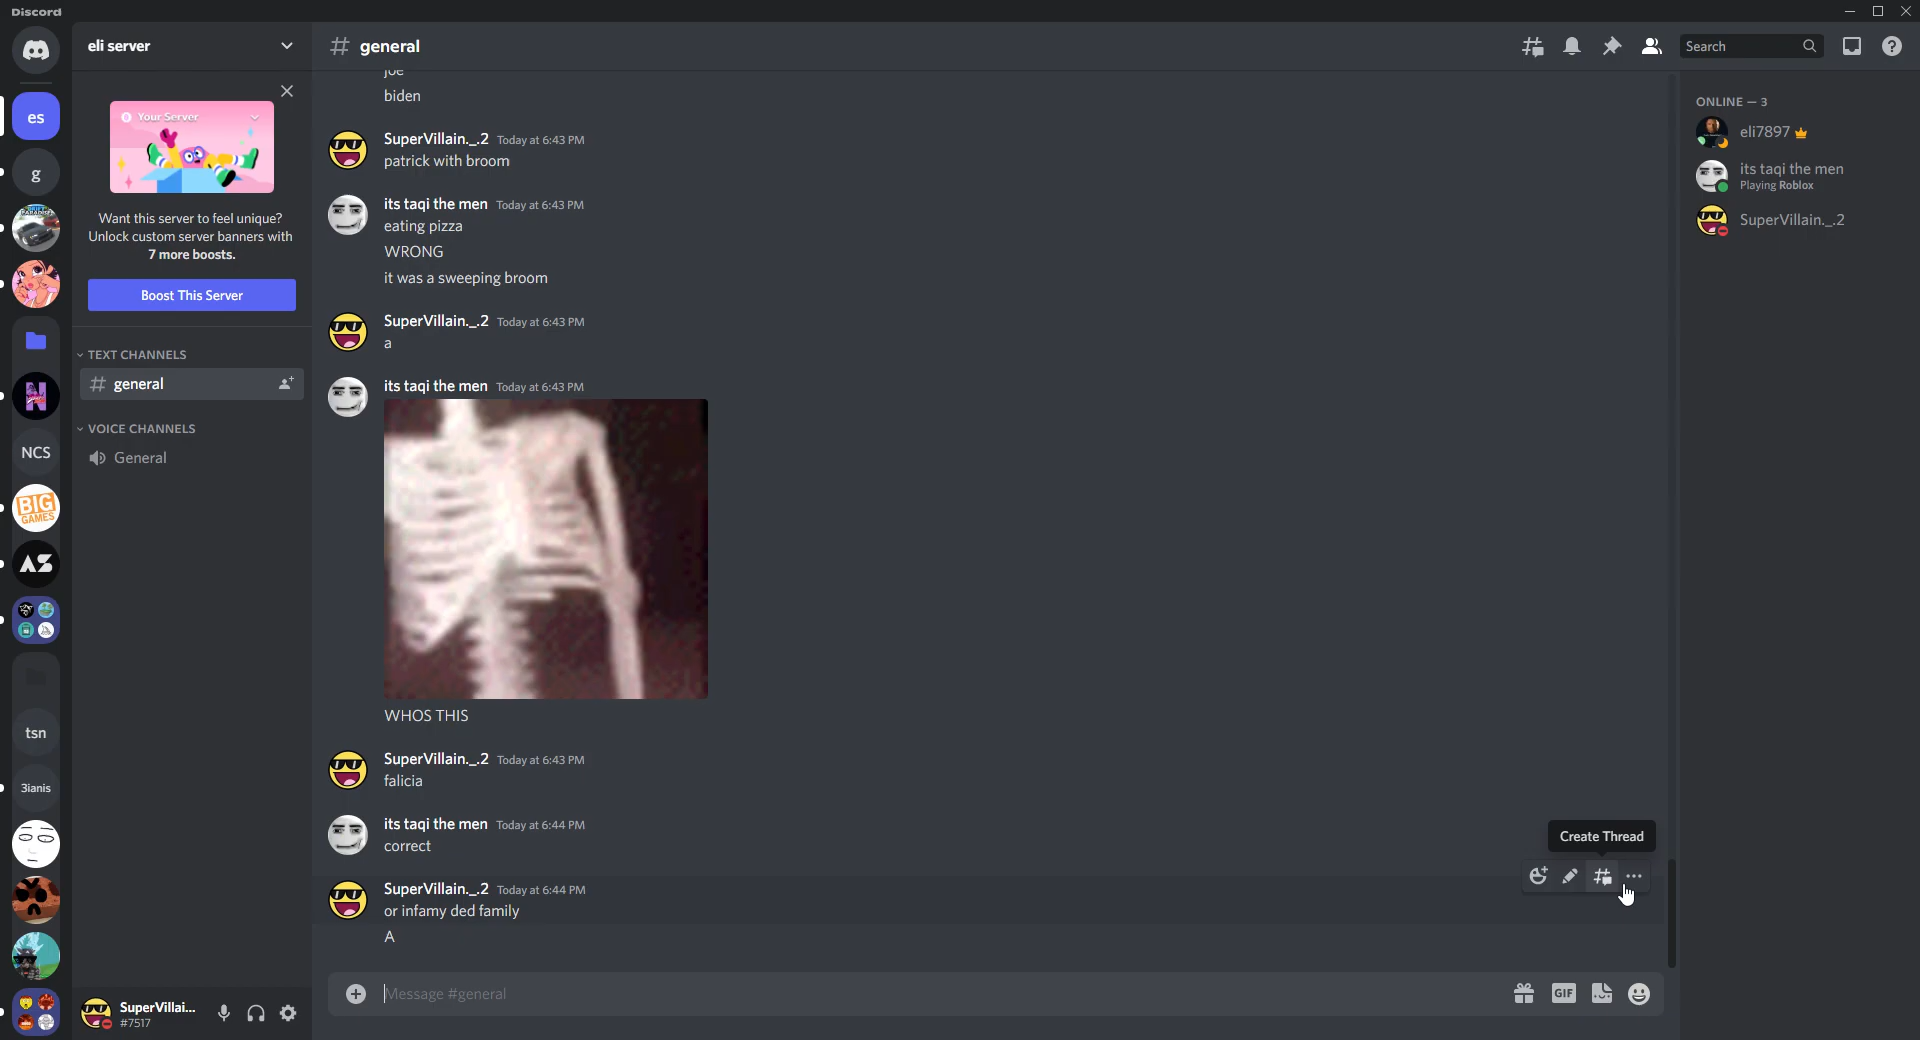 Discord
eli server
# general
Search
es
g
NCS
BIG
GAMES
tsn
3ianis
Your Server
Want this server to feel unique?
Unlock custom server banners with
7 more boosts.
Boost This Server
TEXT CHANNELS
# general
VOICE CHANNELS
General
joe
biden
SuperVillain._.2 Today at 6:43 PM
patrick with broom
its taqi the men Today at 6:43 PM
eating pizza
WRONG
it was a sweeping broom
SuperVillain._.2 Today at 6:43 PM
a
its taqi the men Today at 6:43 PM
WHOS THIS
SuperVillain._.2 Today at 6:43 PM
falicia
its taqi the men Today at 6:44 PM
correct
SuperVillain._.2 Today at 6:44 PM
or infamy ded family
A
Create Thread
Message #general
GIF
SuperVillai...
#7517
ONLINE — 3
eli7897
its taqi the men
Playing Roblox
SuperVillain._.2